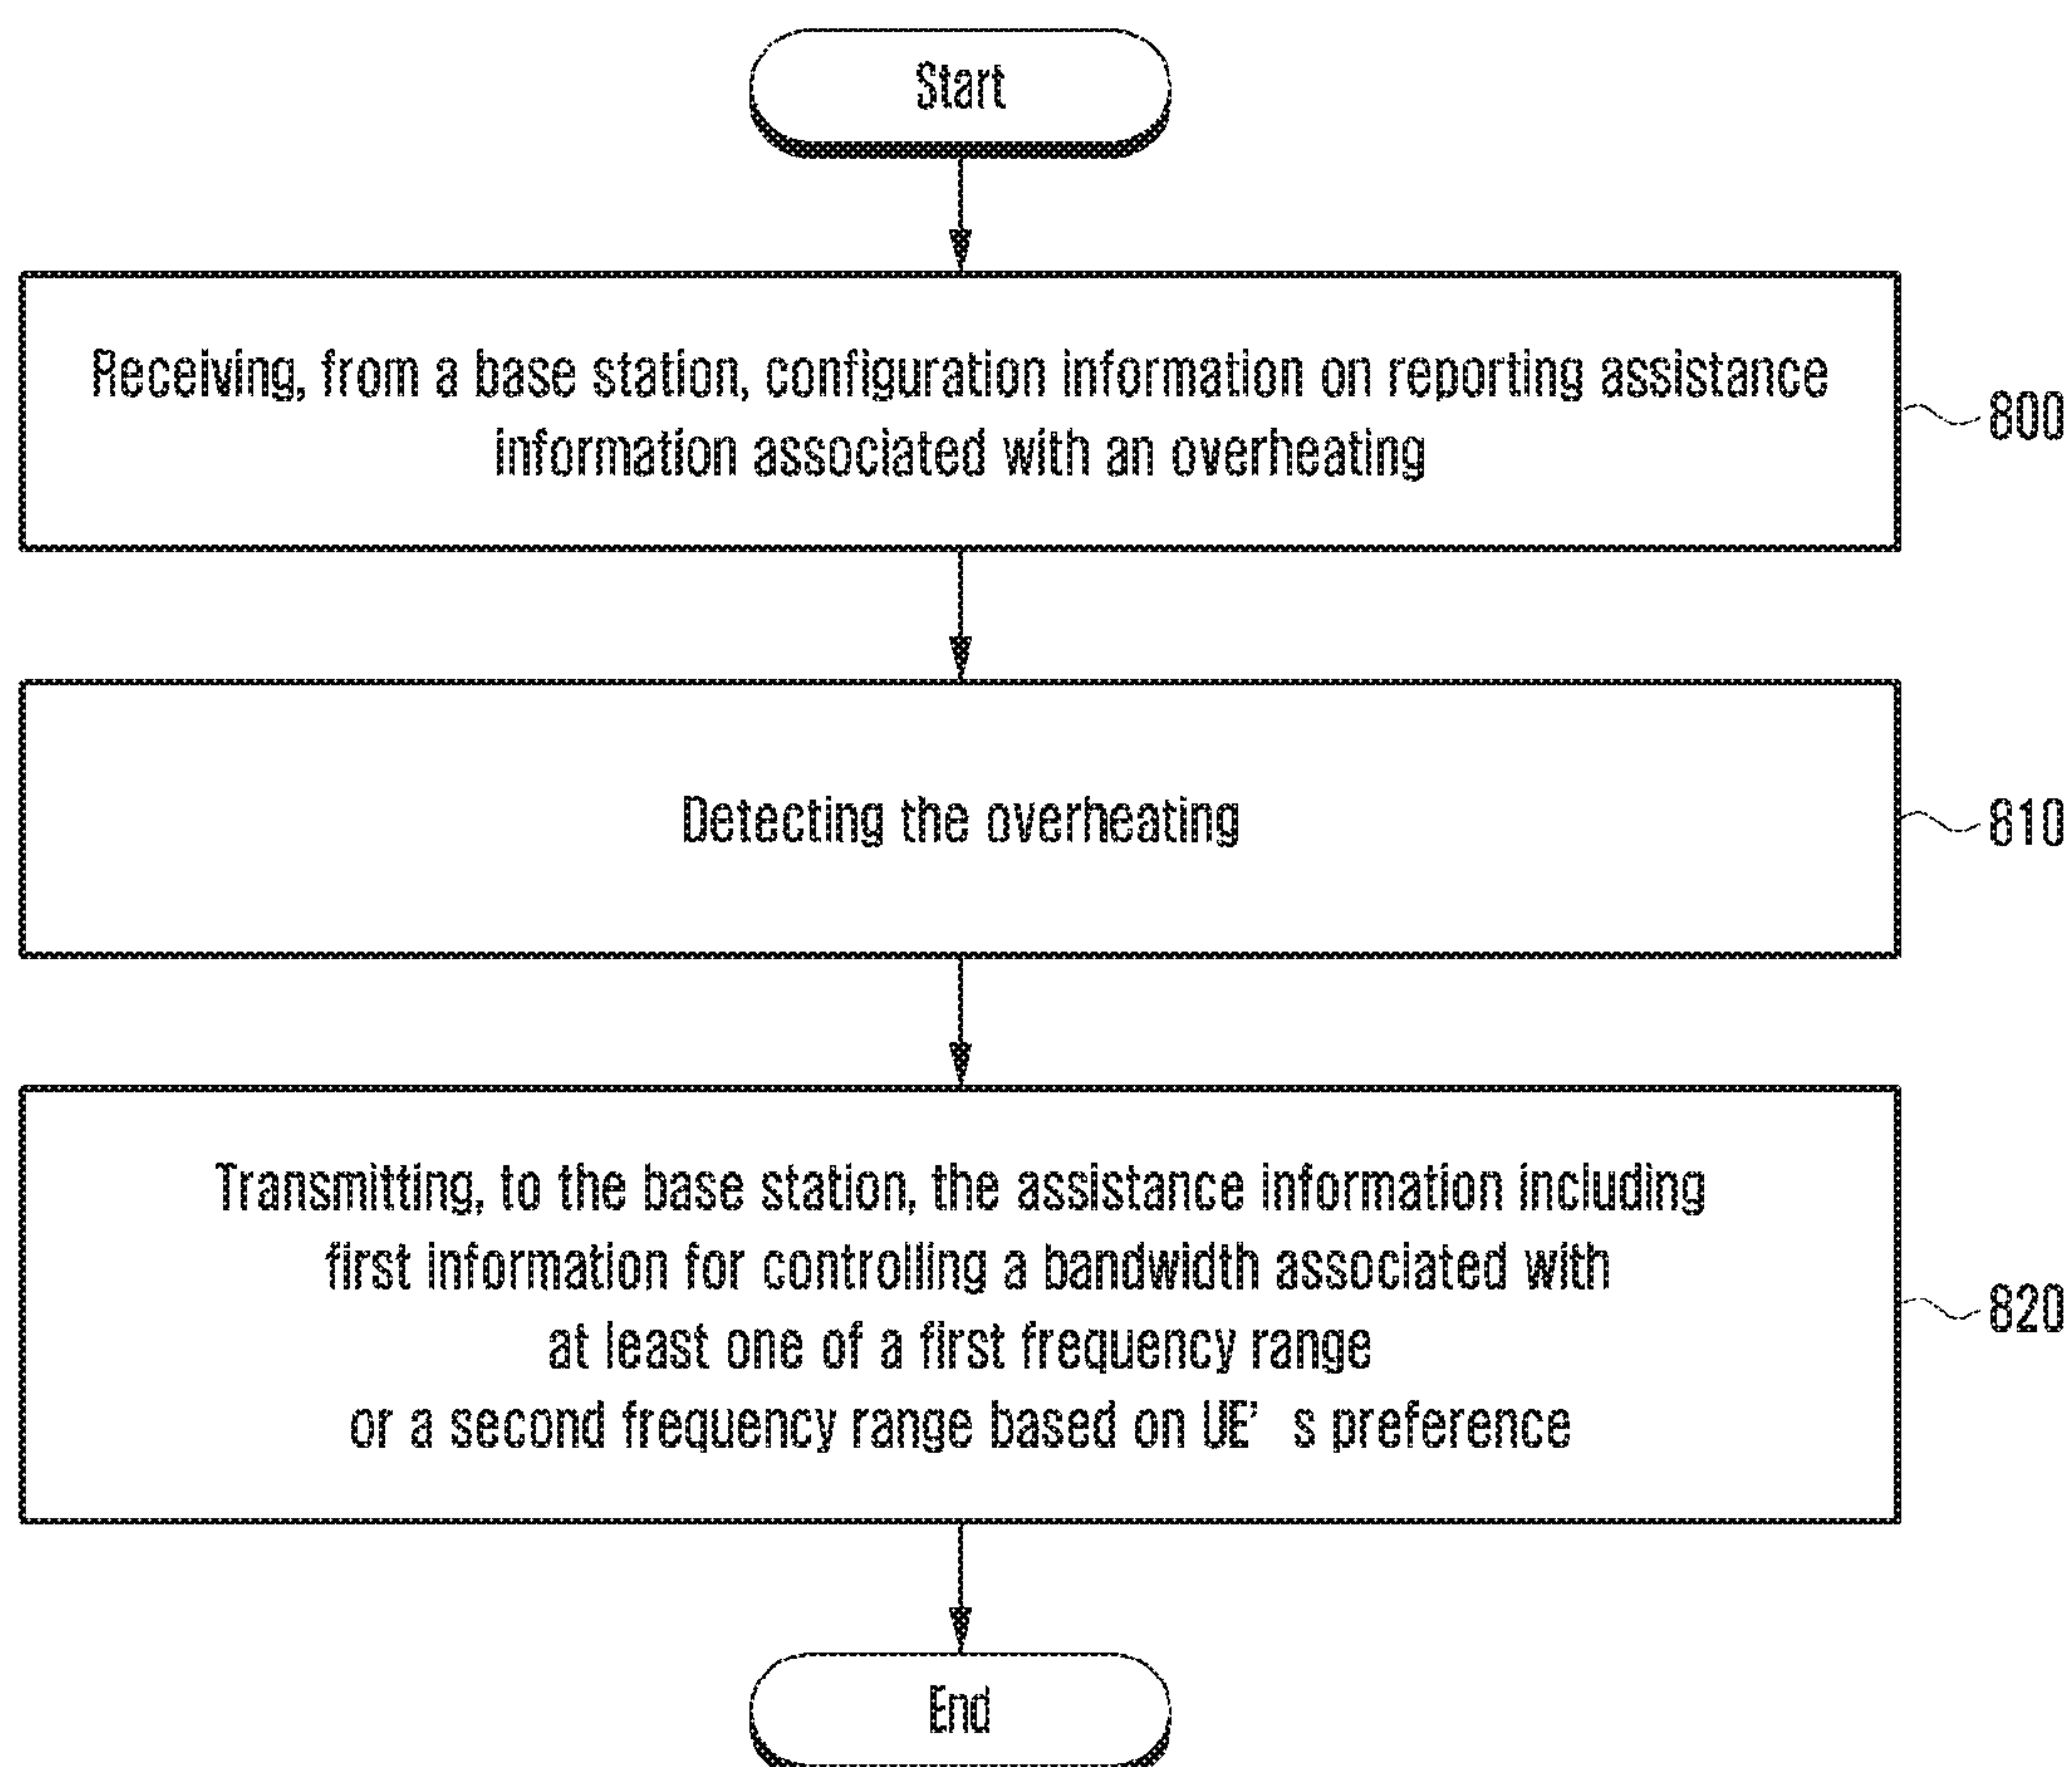 Start
Receiving, from a base station, configuration information on reporting assistance
information associated with an overheating
800
Detecting the overheating
810
Transmitting, to the base station, the assistance information including
first information for controlling a bandwidth associated with
at least one of a first frequency range
or a second frequency range based on UE’ s preference
820
End